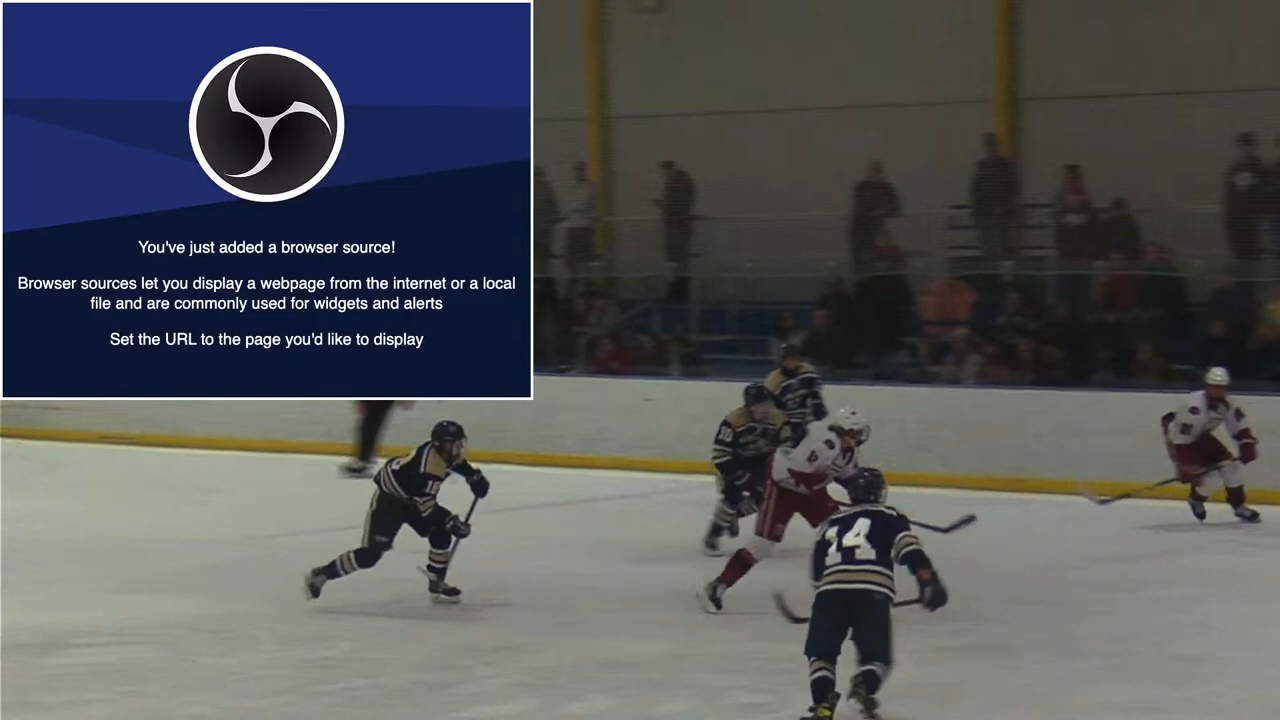 You've just added a browser source!
Browser sources let you display a webpage from the internet or a local
file and are commonly used for widgets and alerts
Set the URL to the page you'd like to display
14